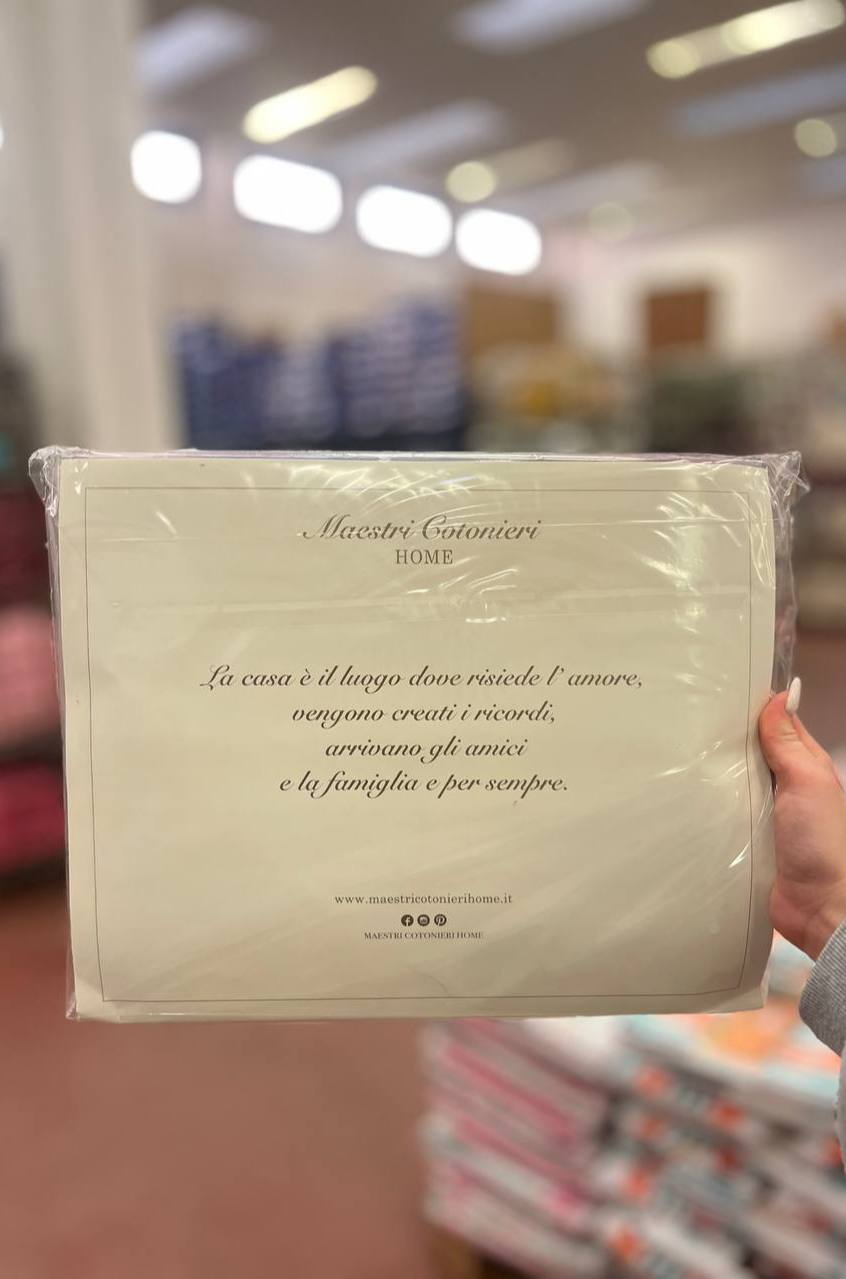 Maestri Cotonieri
HOME
La casa è il luogo dove risiede l' amore,
vengono creati i ricordi,
arrivano gli amici
e la famiglia e per sempre.
www.maestricotonierihome.it
MAESTRI COTONIERI HOME